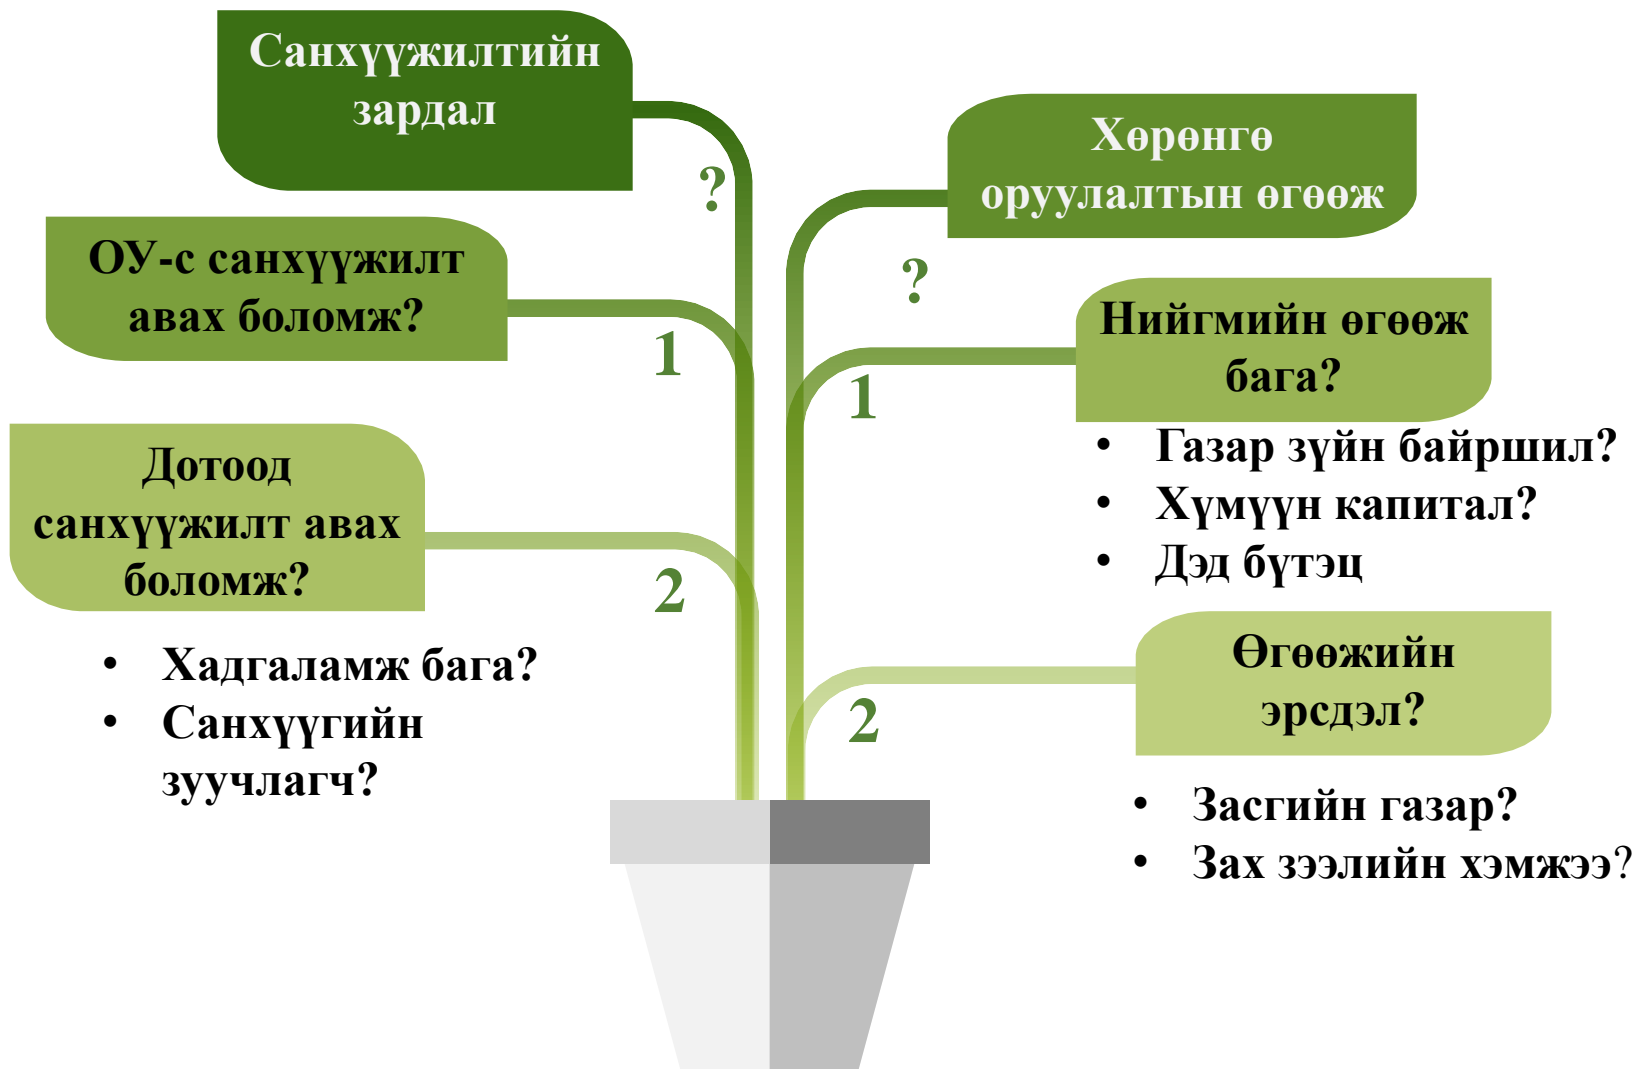 Санхүүжилтийн
зардал
?
ОУ-с санхүүжилт
авах боломж?
1
Дотоод
санхүүжилт авах
боломж?
2
• Хадгаламж бага?
• Санхүүгийн
зуучлагч?
Хөрөнгө
оруулалтын өгөөж
?
Нийгмийн өгөөж
бага?
1
• Газар зүйн байршил?
• Хүмүүн капитал?
• Дэд бүтэц
Өгөөжийн
эрсдэл?
2
• Засгийн газар?
• Зах зээлийн хэмжээ?